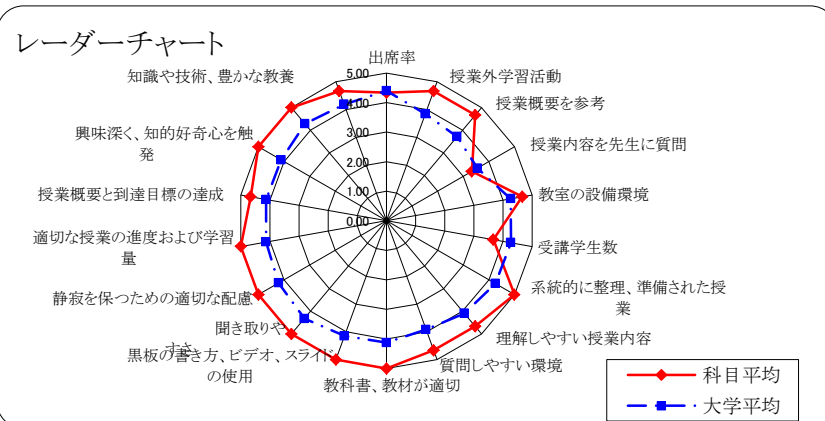 レーダーチャート
出席率
授業外学習活動
授業概要を参考
授業内容を先生に質問
教室の設備環境
受講学生数
系統的に整理、準備された授
業
理解しやすい授業内容
質問しやすい環境
教科書、教材が適切
黒板の書き方、ビデオ、スライド
の使用
聞き取りや
すさ
静寂を保つための適切な配慮
適切な授業の進度および学習
量
授業概要と到達目標の達成
興味深く、知的好奇心を触
発
知識や技術、豊かな教養
5.00
4.00
3.00
2.00
1.00
0.00
科目平均
大学平均